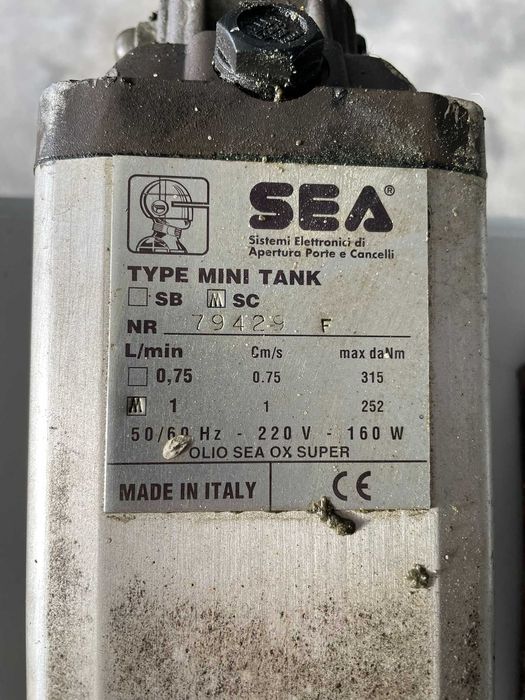 SEA®
Sistemi Elettronici di
Apertura Porte e Cancelli
TYPE MINI TANK
SB SC
NR 79429 F
L/min Cm/s max daNm
0,75 0.75 315
1 1 252
50/60 Hz - 220 V - 160 W
OLIO SEA OX SUPER
MADE IN ITALY CE